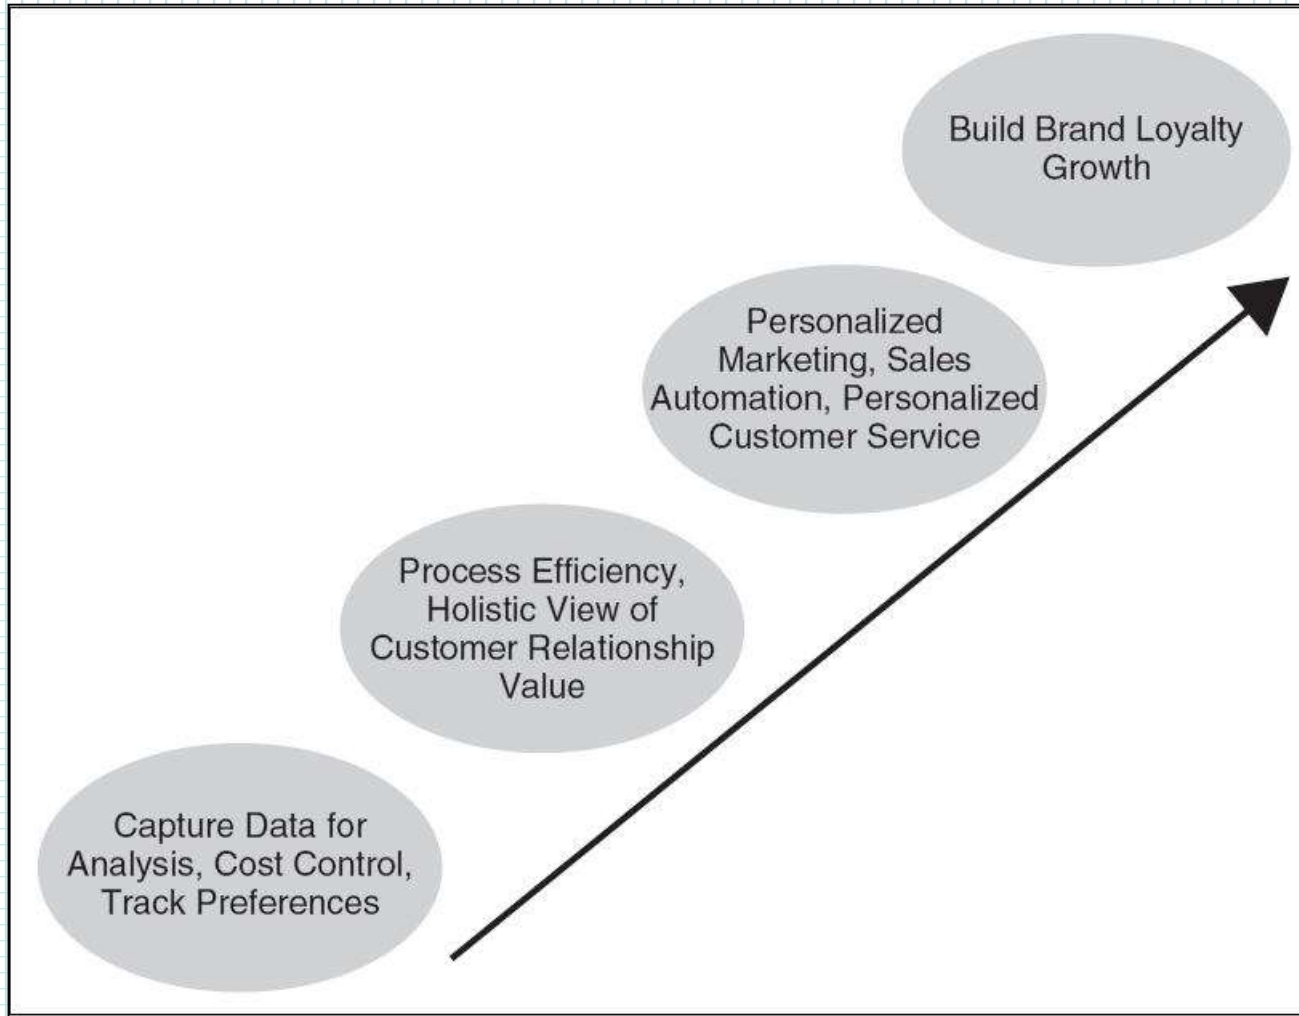 Build Brand Loyalty
Growth
Personalized
Marketing, Sales
Automation, Personalized
Customer Service
Process Efficiency,
Holistic View of
Customer Relationship
Value
Capture Data for
Analysis, Cost Control,
Track Preferences